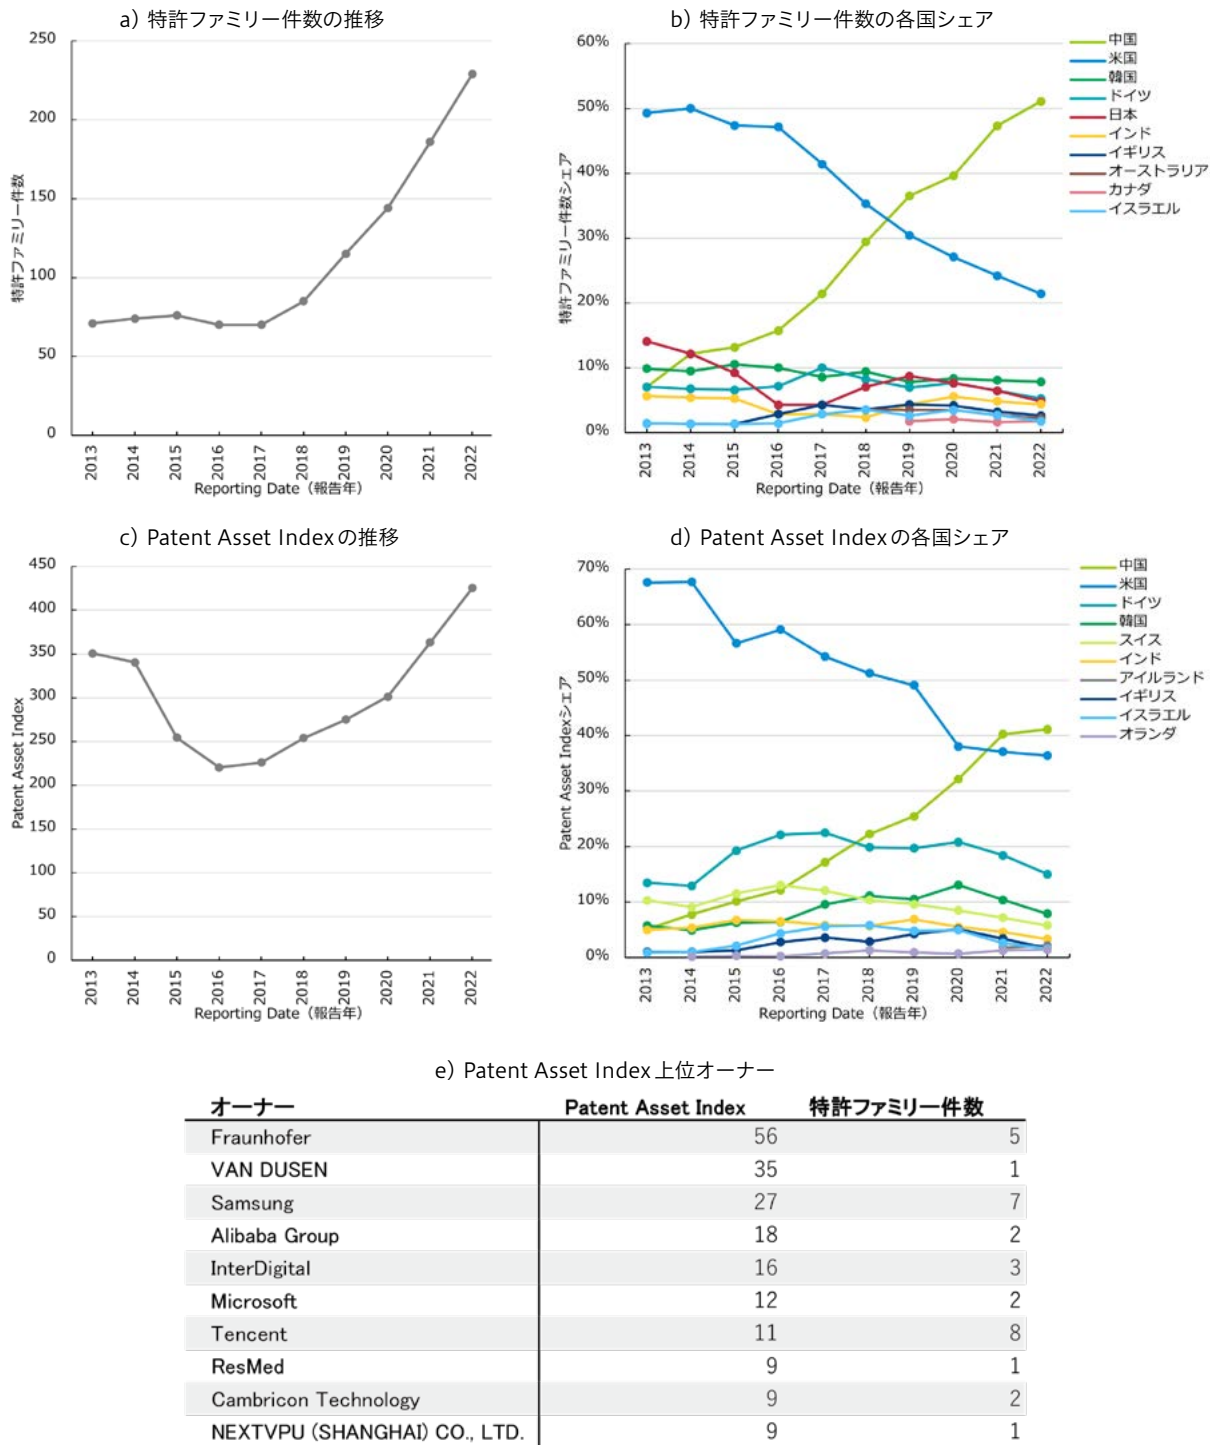 a) 特許ファミリー件数の推移
250
200
150
100
50
0
特許ファミリー件数
2013 2014 2015 2016 2017 2018 2019 2020 2021 2022
Reporting Date（報告年）
b) 特許ファミリー件数の各国シェア
60%
50%
40%
30%
20%
10%
0%
特許ファミリー件数シェア
2013 2014 2015 2016 2017 2018 2019 2020 2021 2022
Reporting Date（報告年）
中国
米国
韓国
ドイツ
日本
インド
イギリス
オーストラリア
カナダ
イスラエル
c) Patent Asset Indexの推移
450
400
350
300
250
200
150
100
50
0
Patent Asset Index
2013 2014 2015 2016 2017 2018 2019 2020 2021 2022
Reporting Date（報告年）
d) Patent Asset Indexの各国シェア
70%
60%
50%
40%
30%
20%
10%
0%
Patent Asset Indexシェア
2013 2014 2015 2016 2017 2018 2019 2020 2021 2022
Reporting Date（報告年）
中国
米国
ドイツ
韓国
スイス
インド
アイルランド
イギリス
イスラエル
オランダ
e) Patent Asset Index上位オーナー
オーナー Patent Asset Index 特許ファミリー件数
Fraunhofer 56 5
VAN DUSEN 35 1
Samsung 27 7
Alibaba Group 18 2
InterDigital 16 3
Microsoft 12 2
Tencent 11 8
ResMed 9 1
Cambricon Technology 9 2
NEXTVPU (SHANGHAI) CO., LTD. 9 1